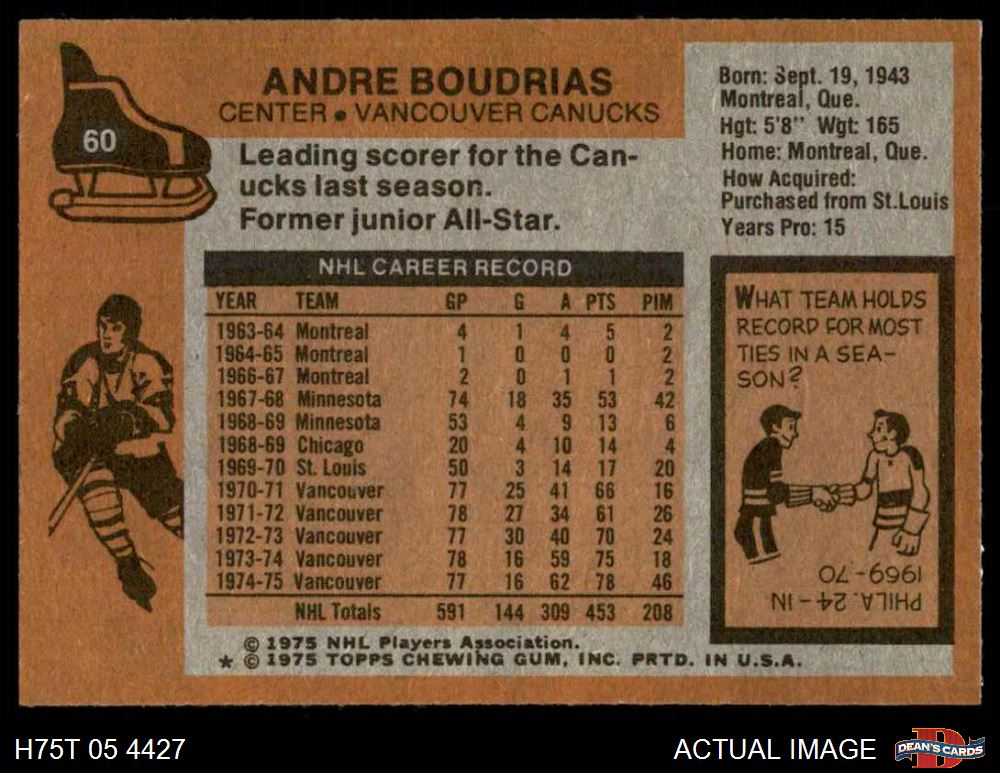 60
ANDRE BOUDRIAS
CENTER • VANCOUVER CANUCKS
Leading scorer for the Can-
ucks last season.
Former junior All-Star.
Born: Sept. 19, 1943
Montreal, Que.
Hgt: 5'8" Wgt: 165
Home: Montreal, Que.
How Acquired:
Purchased from St.Louis
Years Pro: 15
NHL CAREER RECORD
YEAR TEAM GP G A PTS PIM
1963-64 Montreal 4 1 4 5 2
1964-65 Montreal 1 0 0 0 2
1966-67 Montreal 2 0 1 1 2
1967-68 Minnesota 74 18 35 53 42
1968-69 Minnesota 53 4 9 13 6
1968-69 Chicago 20 4 10 14 4
1969-70 St. Louis 50 3 14 17 20
1970-71 Vancouver 77 25 41 66 16
1971-72 Vancouver 78 27 34 61 26
1972-73 Vancouver 77 30 40 70 24
1973-74 Vancouver 78 16 59 75 18
1974-75 Vancouver 77 16 62 78 46
NHL Totals 591 144 309 453 208
WHAT TEAM HOLDS
RECORD FOR MOST
TIES IN A SEA-
SON?
PHILA. 24-IN
1969-70
© 1975 NHL Players Association.
* © 1975 TOPPS CHEWING GUM, INC. PRTD. IN U.S.A.
H75T 05 4427
ACTUAL IMAGE
D
DEAN'S CARDS